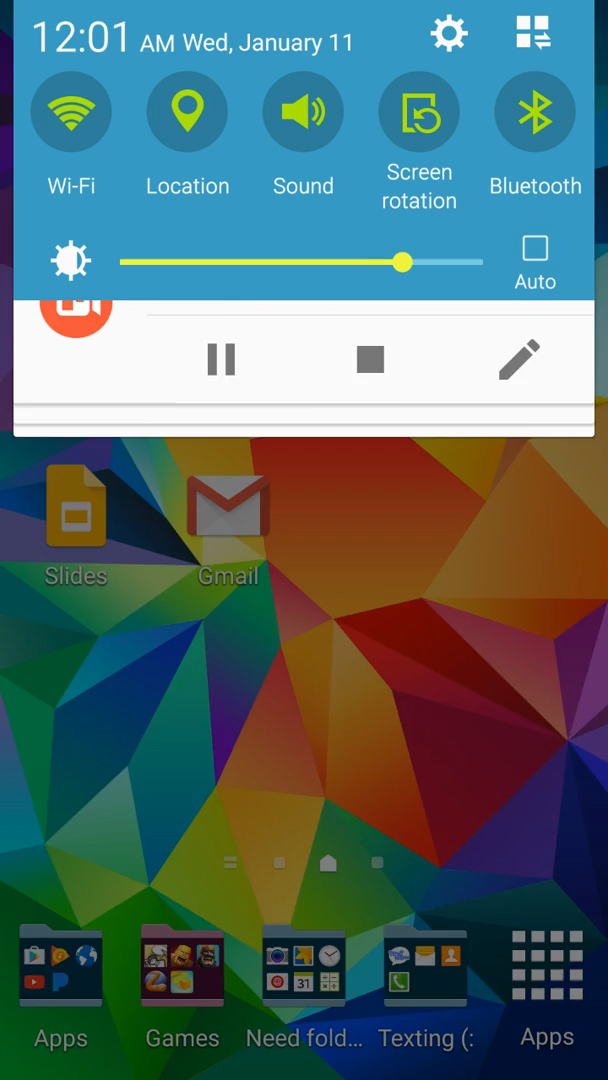 12:01 AM Wed, January 11
Wi-Fi
Location
Sound
Screen
rotation
Bluetooth
Auto
Slides
Gmail
31
Apps
Games
Need fold...
Texting (:
Apps